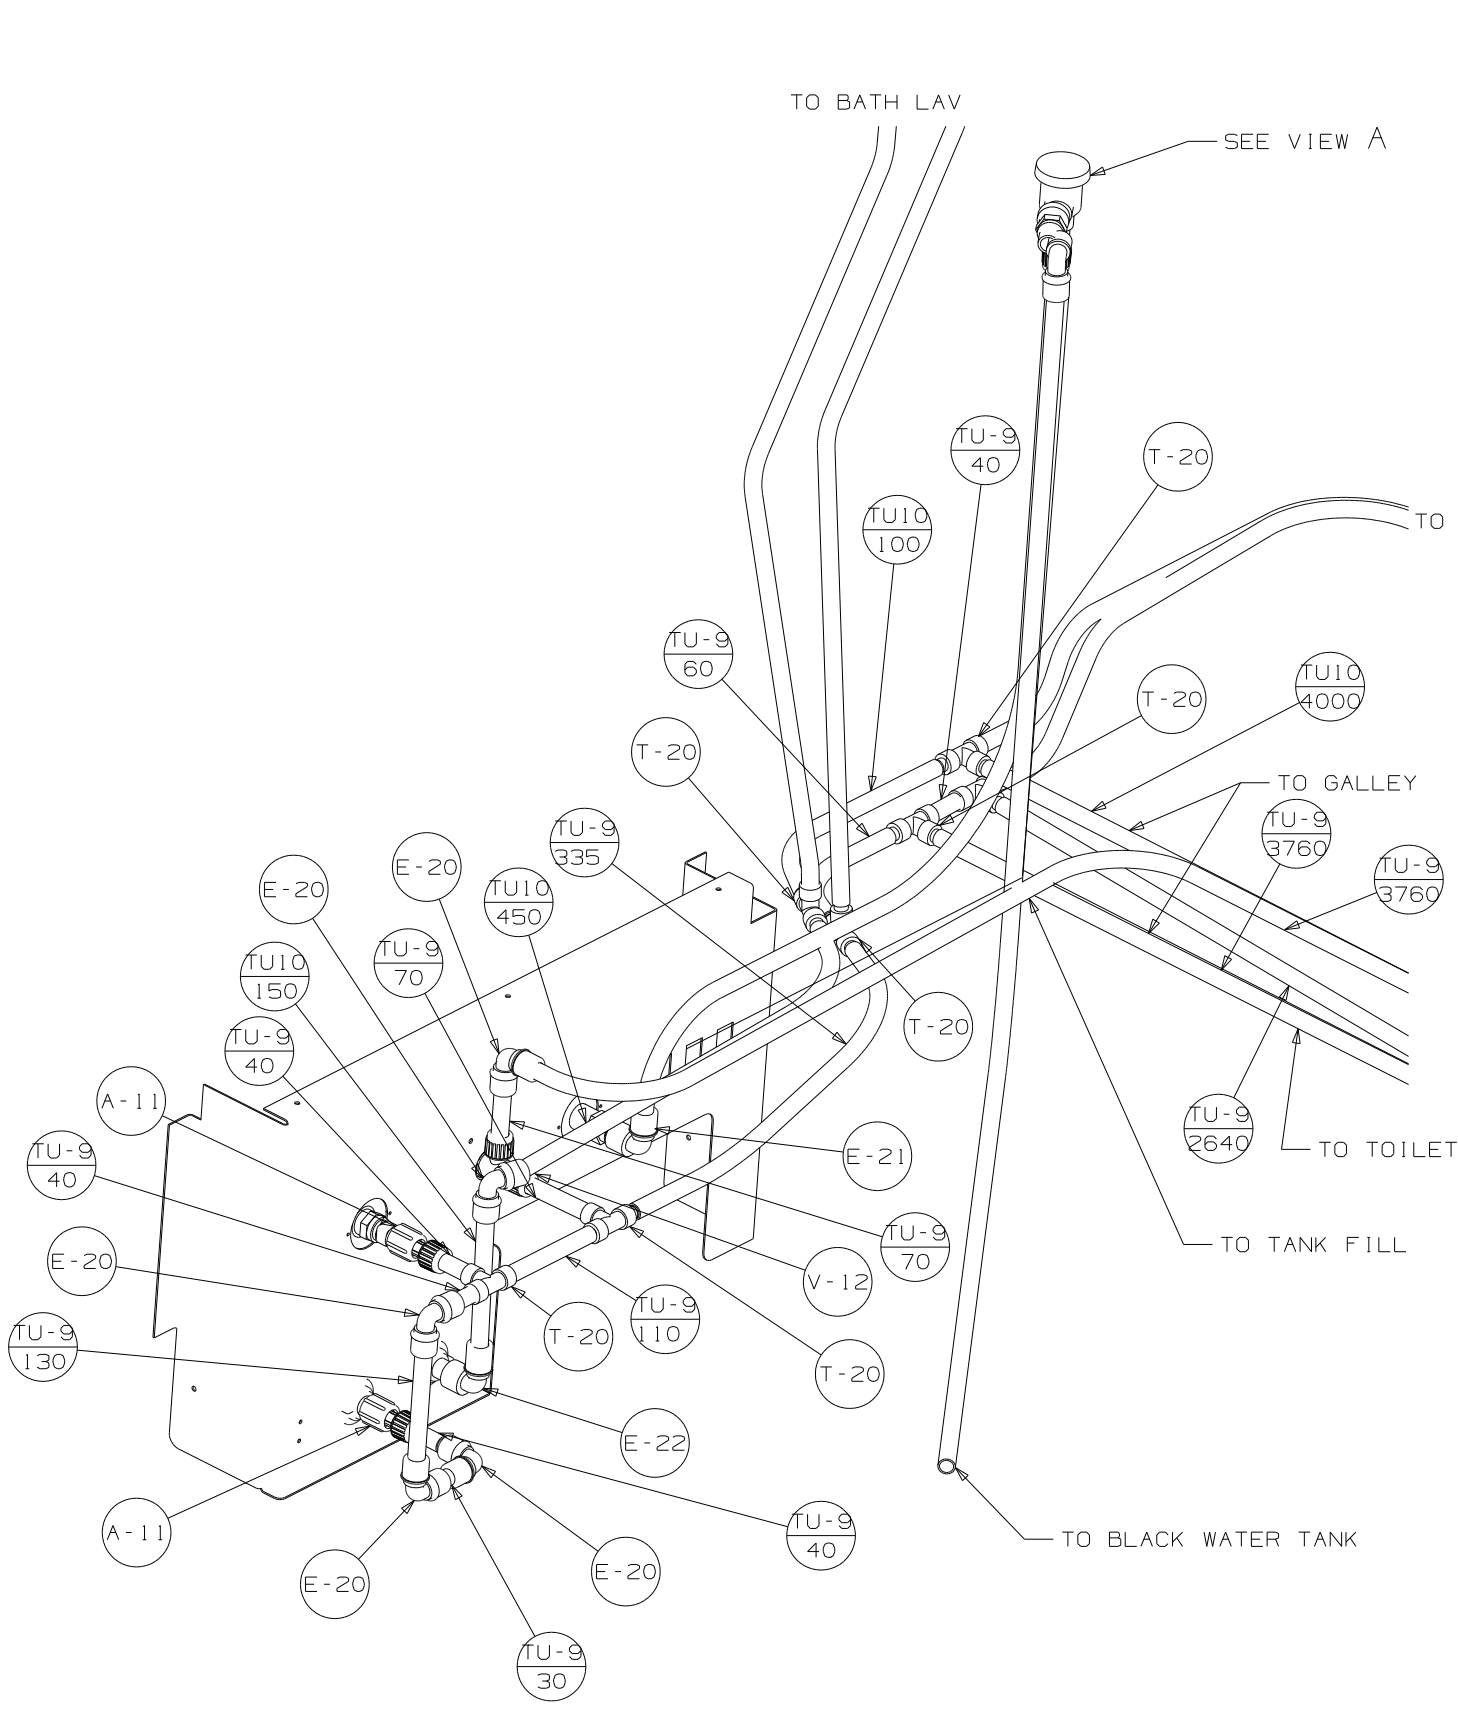 TO BATH LAV
SEE VIEW A
TU-9
40
T-20
TU10
100
TO
TU-9
60
T-20
TU10
4000
T-20
TO GALLEY
TU-9
335
TU-9
3760
E-20
E-20
TU10
450
TU-9
3760
TU-9
70
TU10
150
T-20
TU-9
40
A-11
TU-9
2640
TO TOILET
E-21
TU-9
40
TU-9
70
TO TANK FILL
E-20
V-12
T-20
TU-9
110
TU-9
130
T-20
E-22
A-11
TU-9
40
TO BLACK WATER TANK
E-20
E-20
TU-9
30